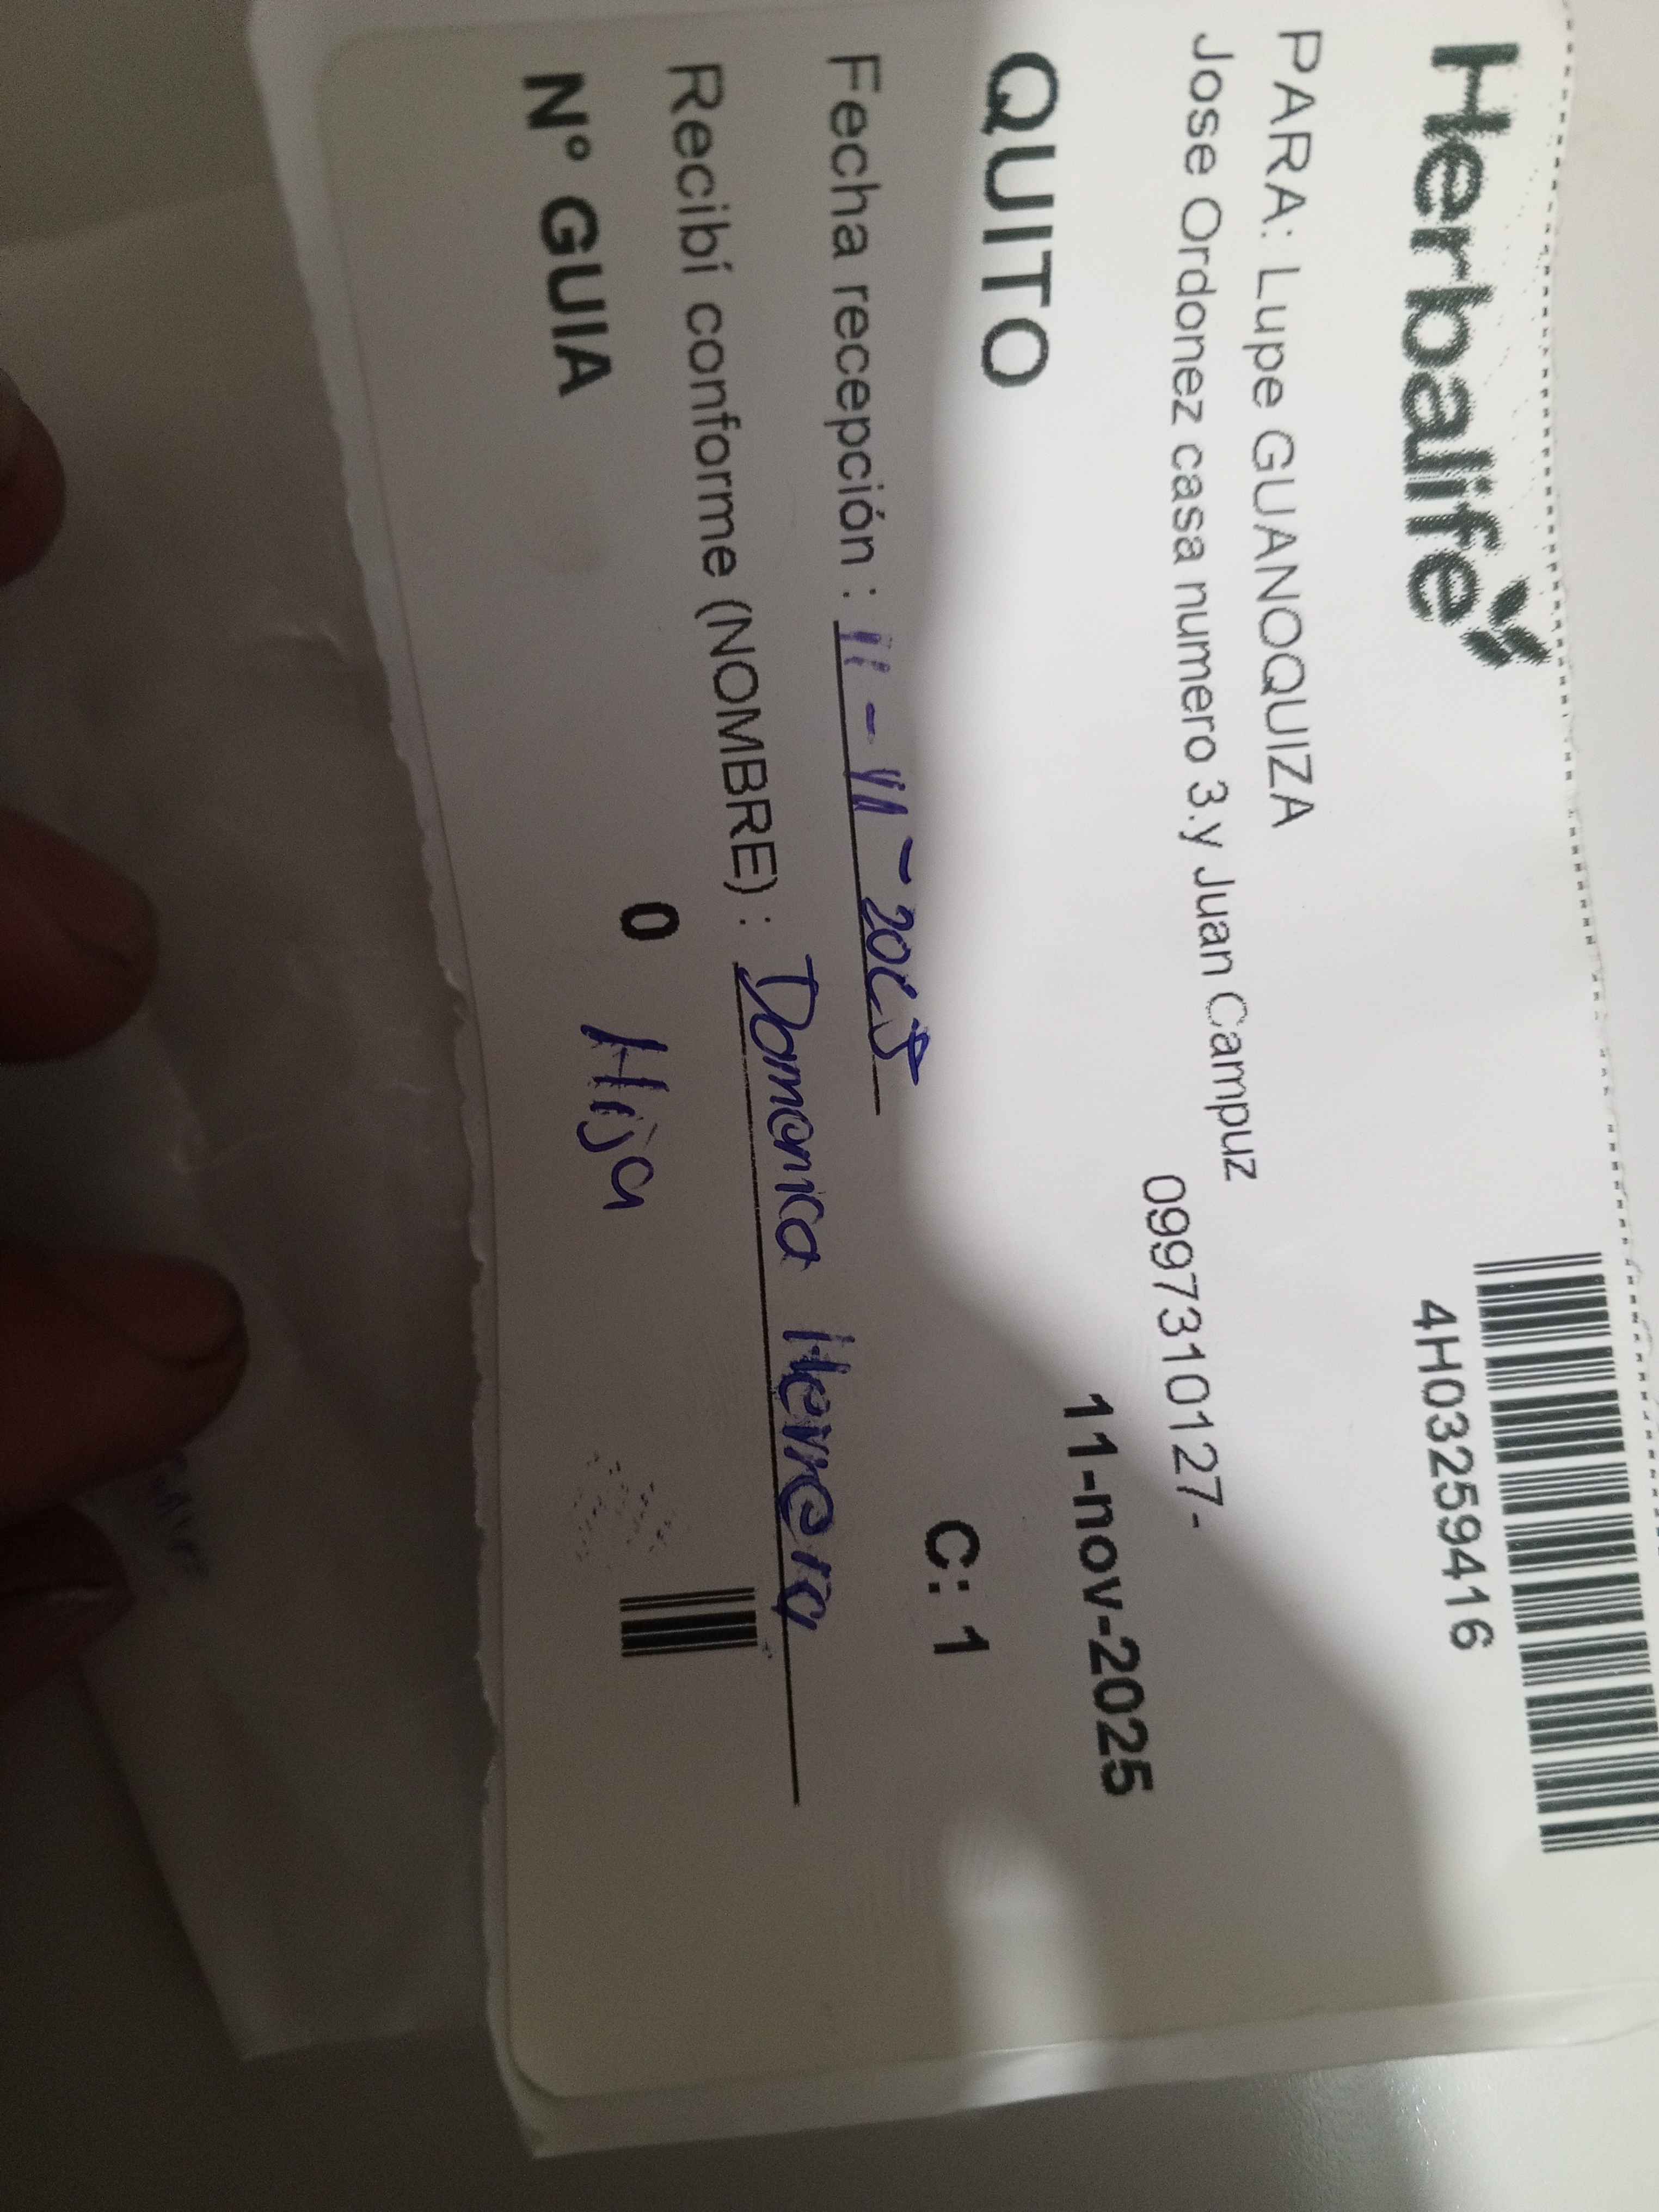 Herbalife
4H03259416
PARA: Lupe GUANOQUIZA
Jose Ordonez casa numero 3.y Juan Campuz
0997310127-
11-nov-2025
QUITO
C: 1
Fecha recepción : 11-11-2025
Recibí conforme (NOMBRE) : Domenica Herrera
Nº GUIA
0
Hija